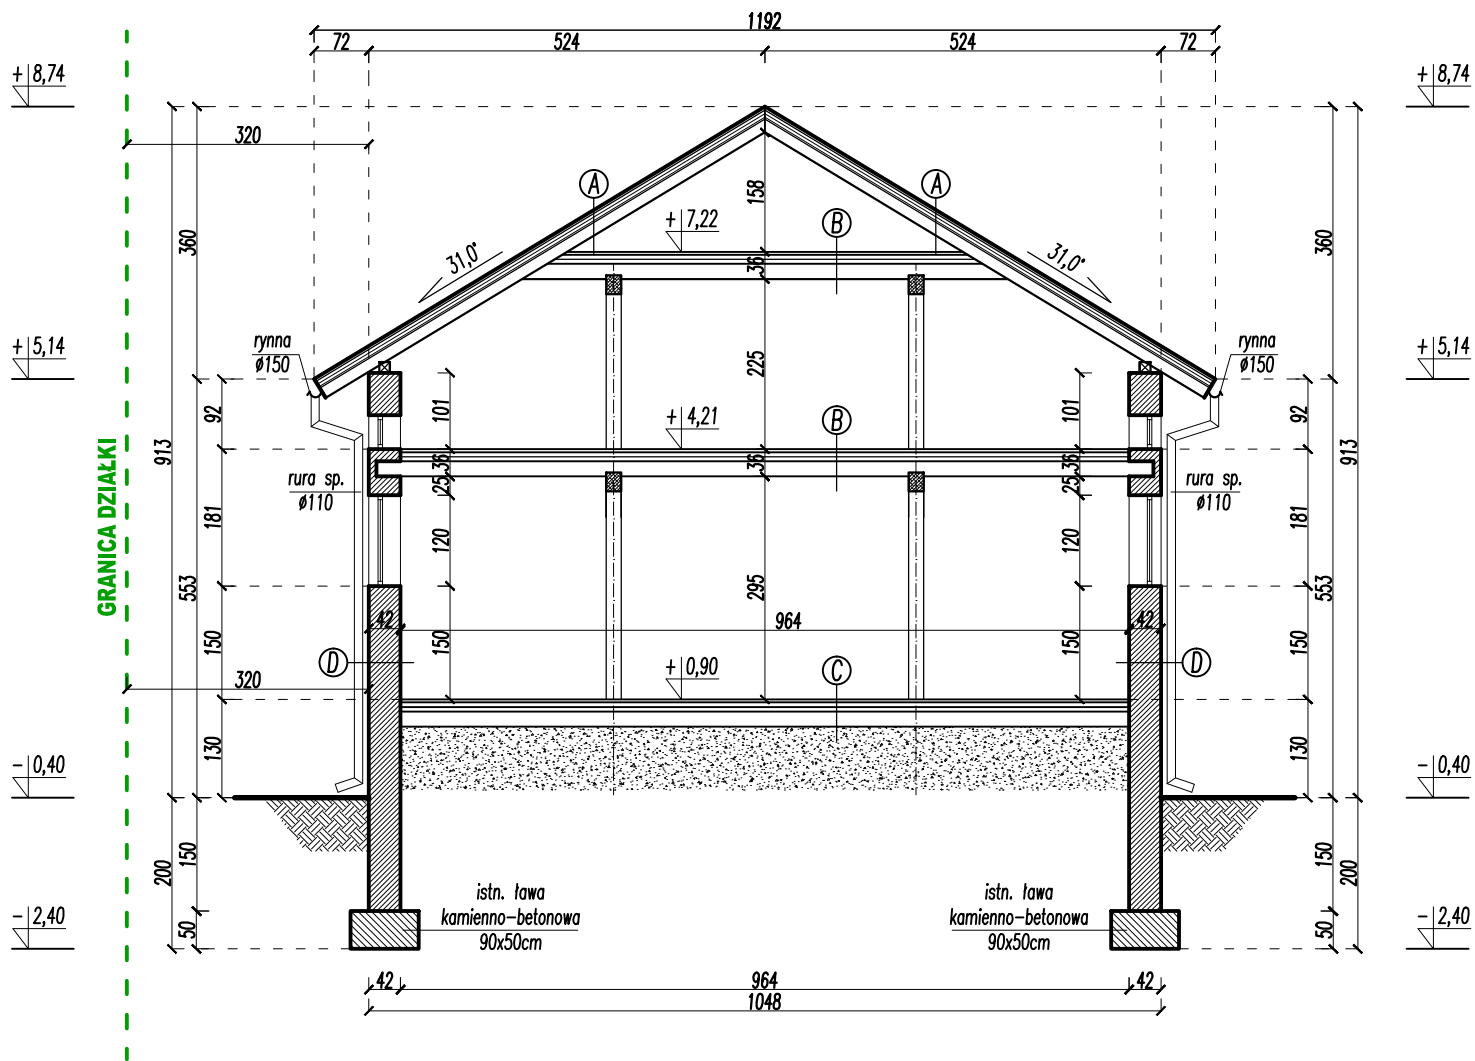 1192
72
524
524
72
+ 8,74
+ 8,74
320
A
A
158
+ 7,22
B
360
360
31,0°
31,0°
36
rynna
ø150
rynna
ø150
+ 5,14
+ 5,14
225
92
101
101
92
+ 4,21
B
913
913
GRANICA DZIAŁKI
36
36
36
25
25
rura sp.
ø110
rura sp.
ø110
181
181
120
120
553
553
295
42
964
42
150
150
150
150
D
D
+ 0,90
C
320
130
130
- 0,40
- 0,40
150
150
200
200
istn. ława
kamienno-betonowa
90x50cm
istn. ława
kamienno-betonowa
90x50cm
- 2,40
- 2,40
50
50
42
964
42
1048